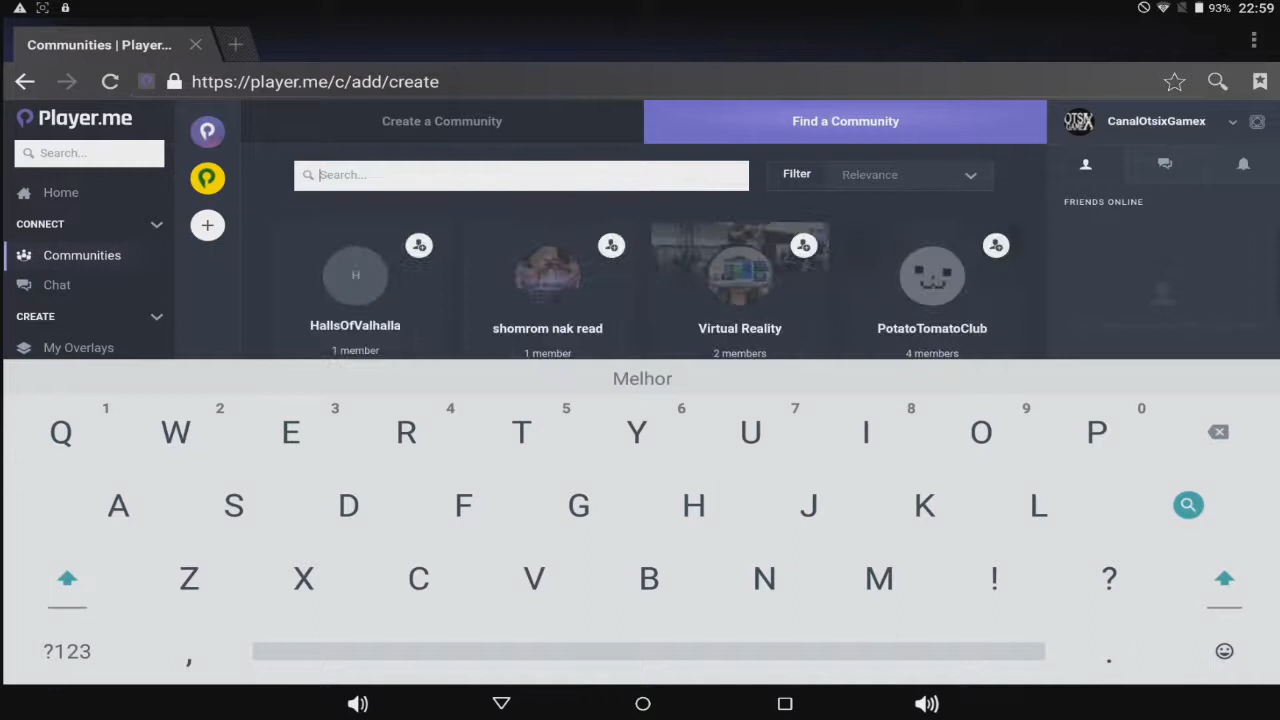 93% 22:59
Communities | Player...
https://player.me/c/add/create
Player.me
Search...
Home
CONNECT
Communities
Chat
CREATE
My Overlays
Create a Community
Find a Community
Search...
Filter
Relevance
H
HallsOfValhalla
1 member
shomrom nak read
1 member
Virtual Reality
2 members
PotatoTomatoClub
4 members
OTSIX GAMEX
CanalOtsixGamex
FRIENDS ONLINE
Melhor
1 2 3 4 5 6 7 8 9 0
Q W E R T Y U I O P
A S D F G H J K L
Z X C V B N M ! ?
?123 , .